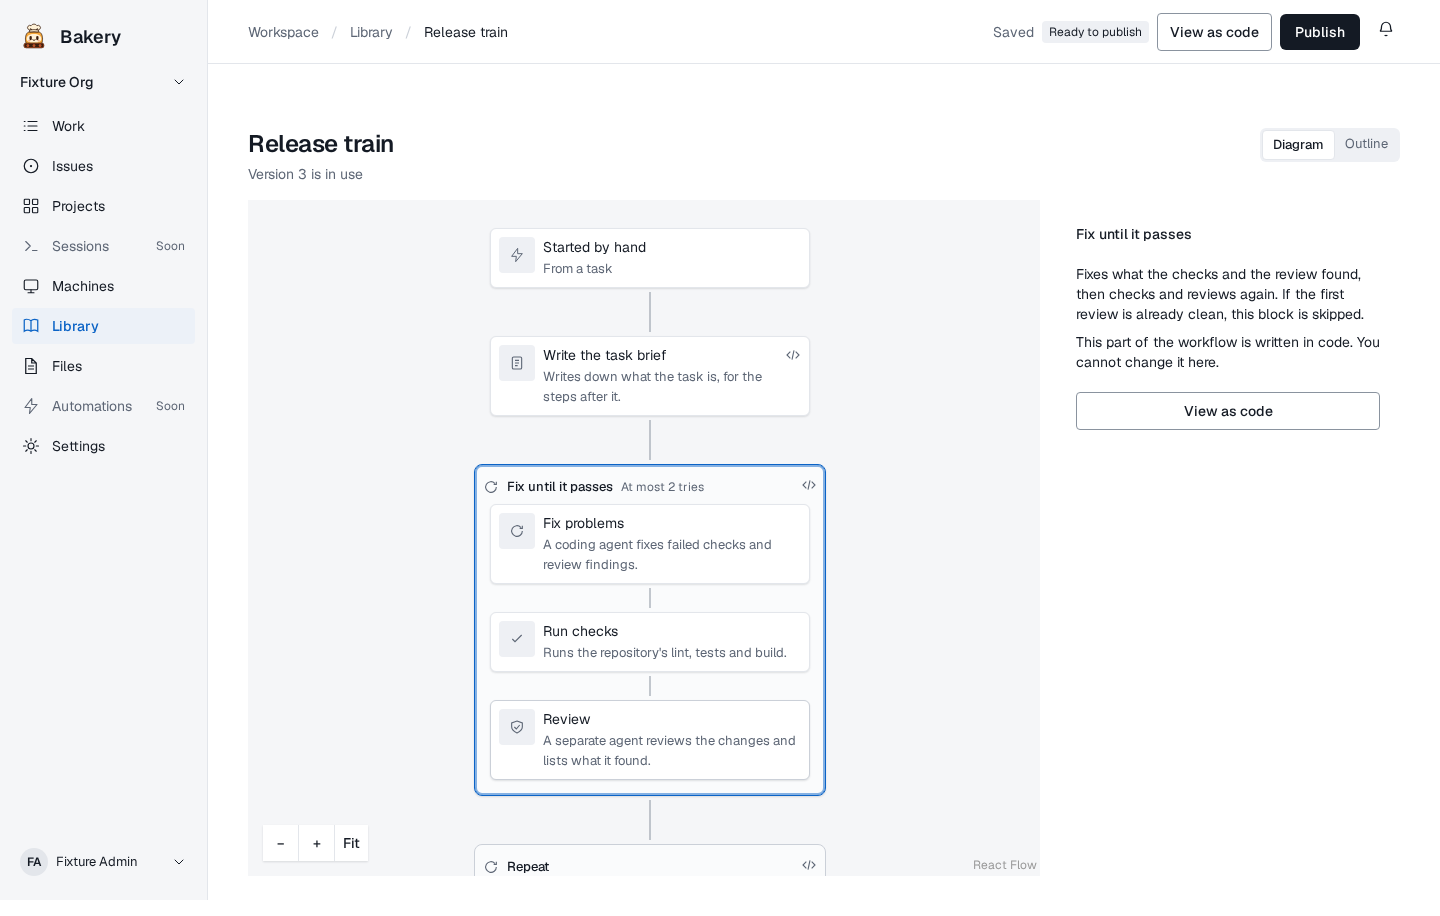 Bakery
Fixture Org
Work
Issues
Projects
Sessions Soon
Machines
Library
Files
Automations Soon
Settings
FA Fixture Admin
Workspace / Library / Release train
Saved Ready to publish View as code Publish
Release train
Version 3 is in use
Diagram Outline
Started by hand
From a task
Write the task brief
Writes down what the task is, for the
steps after it.
Fix until it passes At most 2 tries
Fix problems
A coding agent fixes failed checks and
review findings.
Run checks
Runs the repository's lint, tests and build.
Review
A separate agent reviews the changes and
lists what it found.
Repeat
− + Fit
React Flow
Fix until it passes
Fixes what the checks and the review found,
then checks and reviews again. If the first
review is already clean, this block is skipped.
This part of the workflow is written in code. You
cannot change it here.
View as code